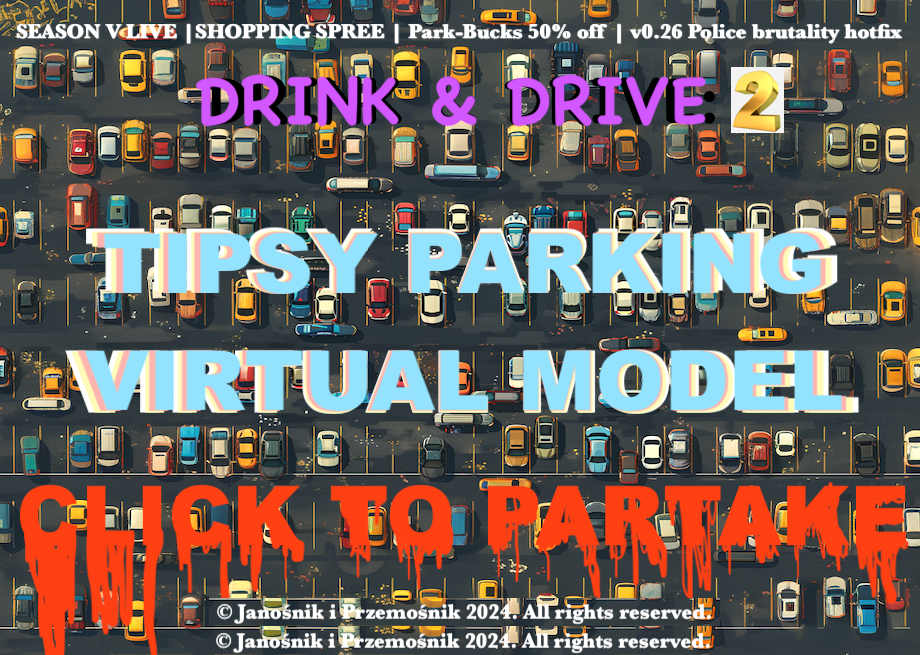 SEASON V LIVE | SHOPPING SPREE | Park-Bucks 50% off | v0.26 Police brutality hotfix
DRINK & DRIVE: 2
TIPSY PARKING
VIRTUAL MODEL
CLICK TO PARTAKE
© Janośnik i Przemośnik 2024. All rights reserved.
© Janośnik i Przemośnik 2024. All rights reserved.